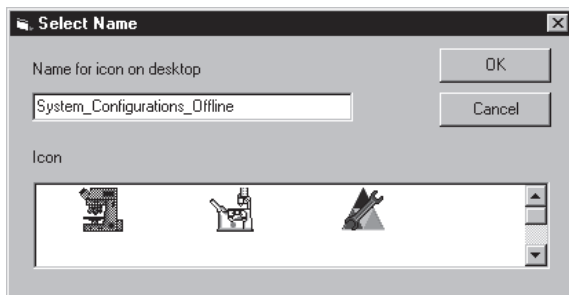 Select Name
Name for icon on desktop
OK
System_Configurations_Offline
Cancel
Icon